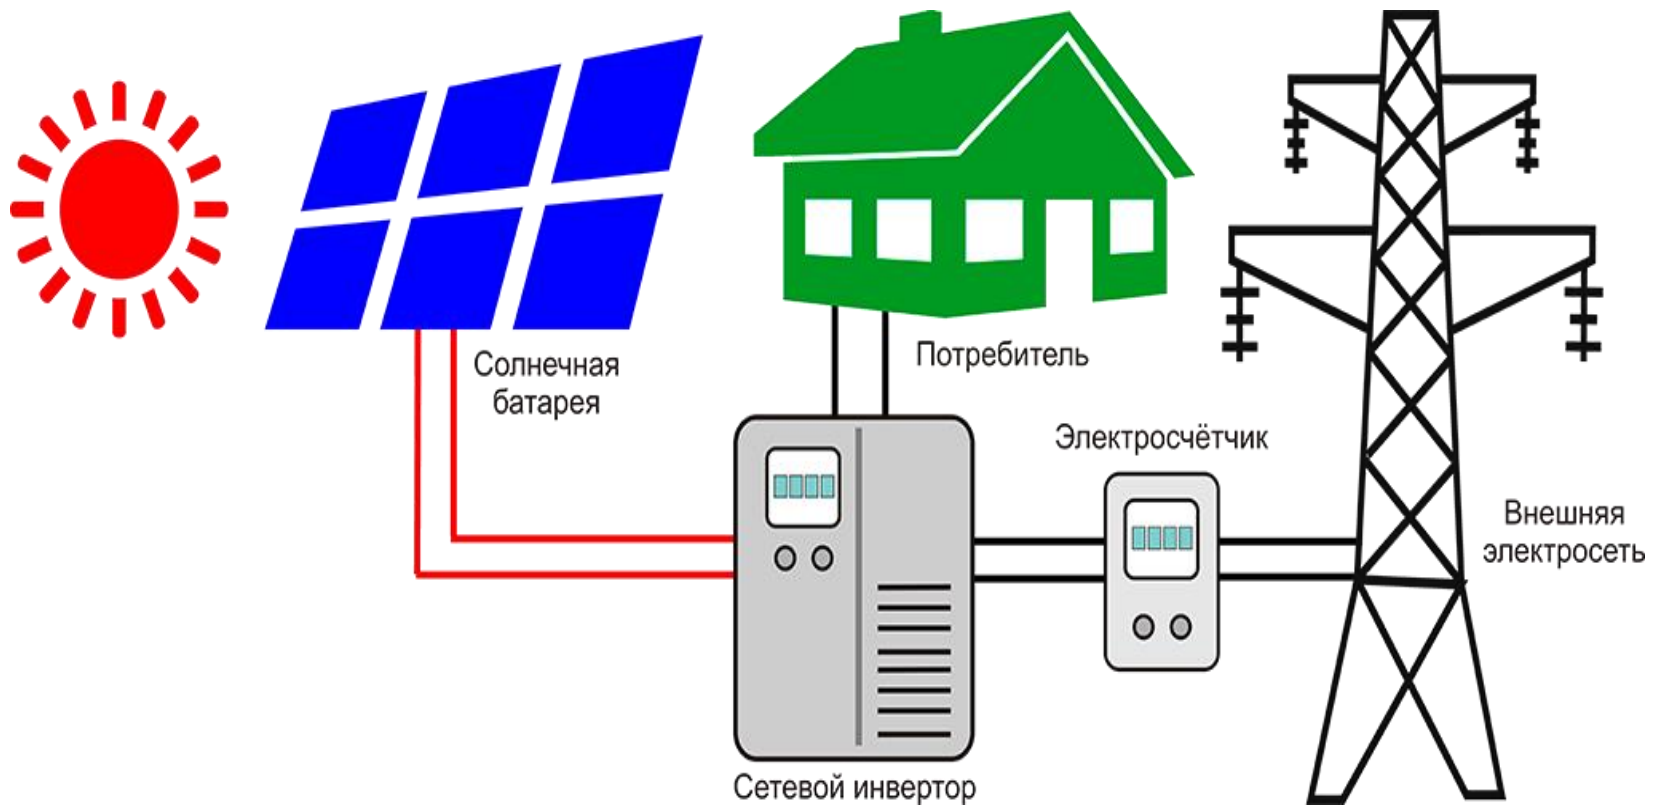 Солнечная
батарея
Потребитель
Электросчётчик
Внешняя
электросеть
Сетевой инвертор